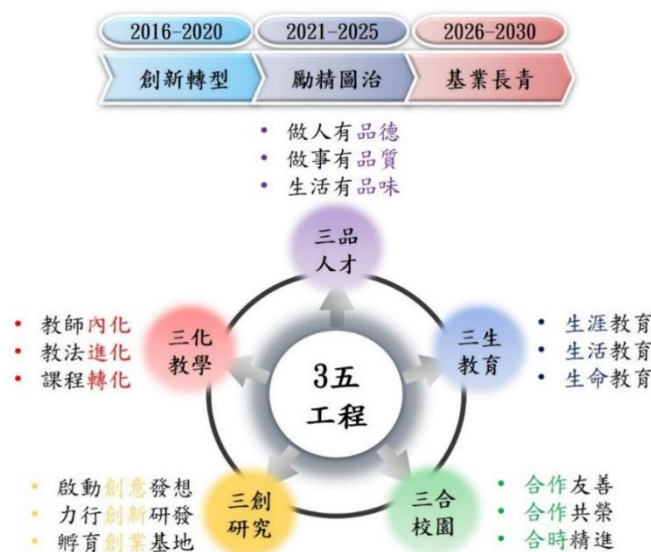 2016-2020
2021-2025
2026-2030
創新轉型
勵精圖治
基業長青
做人有品德
做事有品質
生活有品味
三品
人才
三化
教學
教師內化
教法進化
課程轉化
三生
教育
生涯教育
生活教育
生命教育
3五
工程
三創
研究
啟動創意發想
力行創新研發
孵育創業基地
三合
校園
合作友善
合作共榮
合時精進